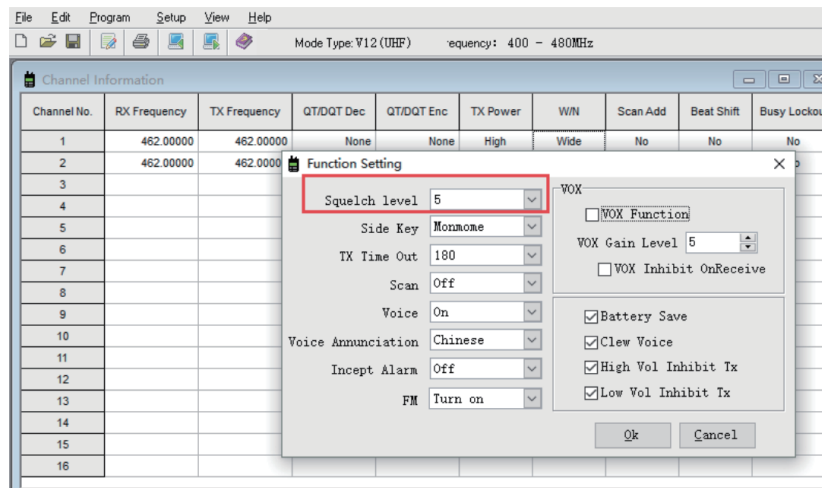 File Edit Program Setup View Help
Mode Type: V12(UHF) requency: 400 - 480MHz
Channel Information
Channel No. RX Frequency TX Frequency QT/DQT Dec QT/DQT Enc TX Power W/N Scan Add Beat Shift Busy Lockou
1 462.00000 462.00000 None None High Wide No No No
2 462.00000 462.0000
Function Setting
3
4
5
6
7
8
9
10
11
12
13
14
15
16
Squelch level 5
Side Key Monmome
TX Time Out 180
Scan Off
Voice On
Voice Annunciation Chinese
Incept Alarm Off
FM Turn on
VOX
VOX Function
VOX Gain Level 5
VOX Inhibit OnReceive
Battery Save
Clew Voice
High Vol Inhibit Tx
Low Vol Inhibit Tx
Ok Cancel